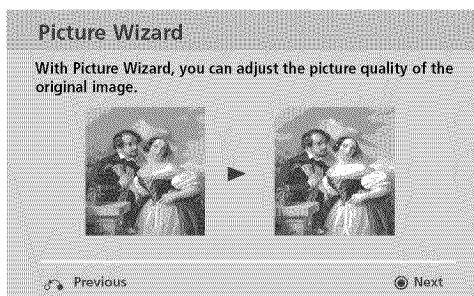 Picture Wizard
With Picture Wizard, you can adjust the picture quality of the
original image.
Previous
Next